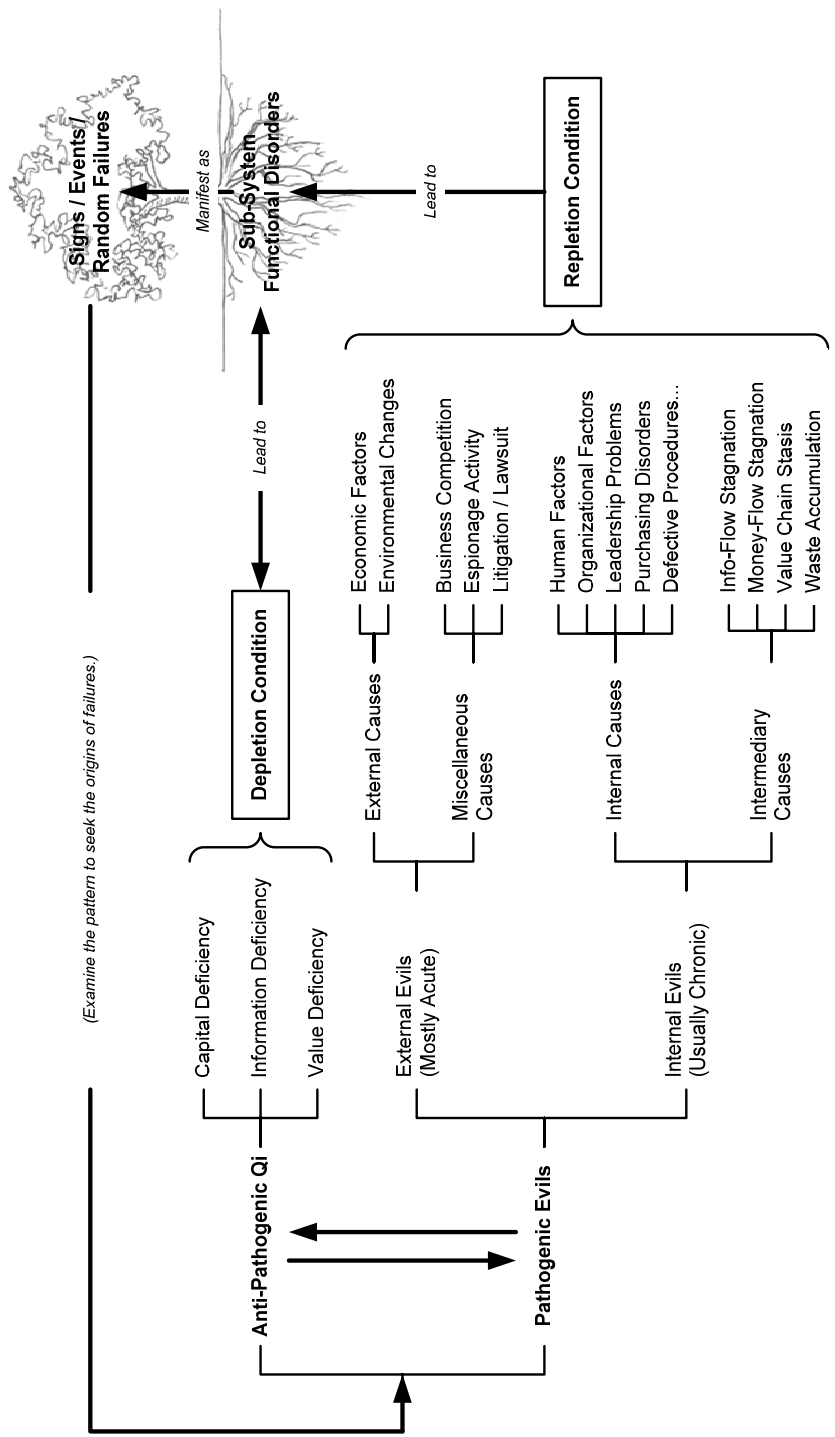 (Examine the pattern to seek the origins of failures.)
Anti-Pathogenic Qi
Capital Deficiency
Information Deficiency
Value Deficiency
Depletion Condition
Lead to
Signs / Events /
Random Failures
Manifest as
Sub-System
Functional Disorders
Lead to
Pathogenic Evils
External Evils
(Mostly Acute)
External Causes
Economic Factors
Environmental Changes
Miscellaneous
Causes
Business Competition
Espionage Activity
Litigation / Lawsuit
Internal Evils
(Usually Chronic)
Internal Causes
Human Factors
Organizational Factors
Leadership Problems
Purchasing Disorders
Defective Procedures...
Intermediary
Causes
Info-Flow Stagnation
Money-Flow Stagnation
Value Chain Stasis
Waste Accumulation
Repletion Condition